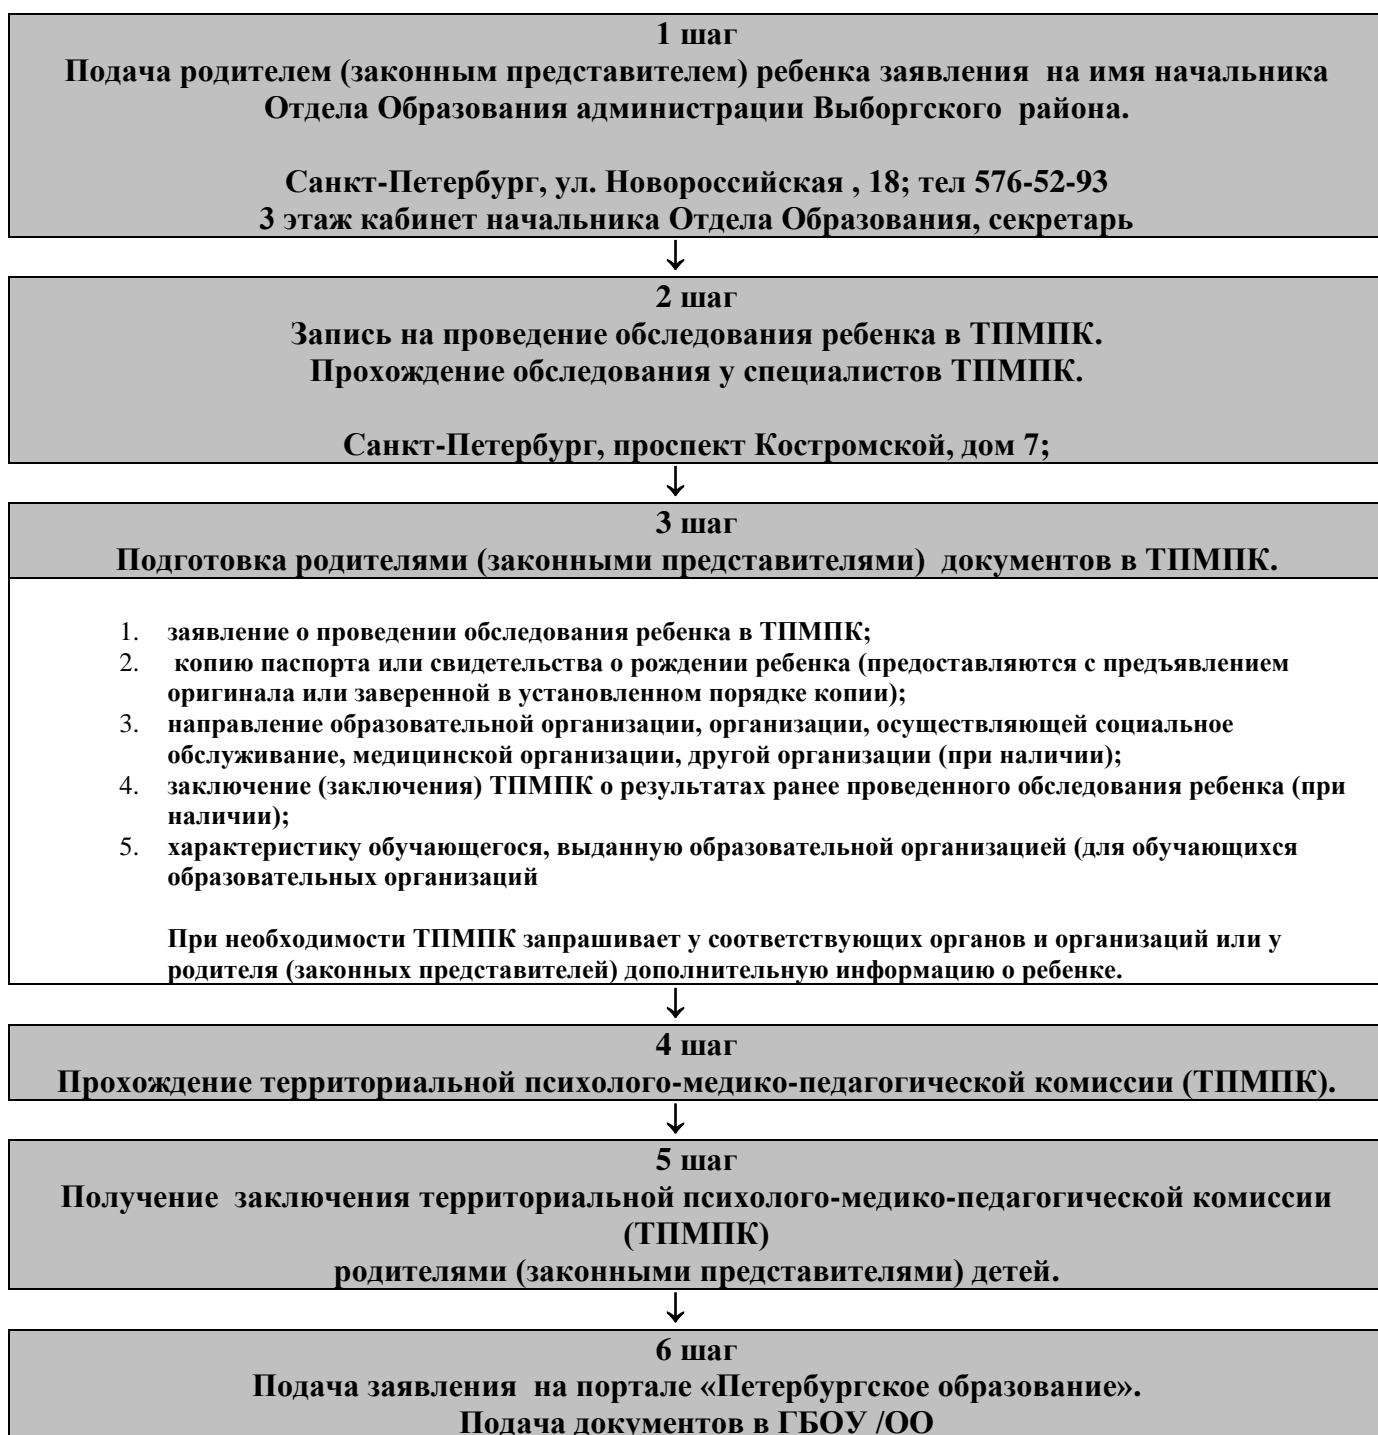 1 шаг
Подача родителем (законным представителем) ребенка заявления на имя начальника
Отдела Образования администрации Выборгского района.
Санкт-Петербург, ул. Новороссийская , 18; тел 576-52-93
3 этаж кабинет начальника Отдела Образования, секретарь
↓
2 шаг
Запись на проведение обследования ребенка в ТПМПК.
Прохождение обследования у специалистов ТПМПК.
Санкт-Петербург, проспект Костромской, дом 7;
↓
3 шаг
Подготовка родителями (законными представителями) документов в ТПМПК.
1. заявление о проведении обследования ребенка в ТПМПК;
2. копию паспорта или свидетельства о рождении ребенка (предоставляются с предъявлением
оригинала или заверенной в установленном порядке копии);
3. направление образовательной организации, организации, осуществляющей социальное
обслуживание, медицинской организации, другой организации (при наличии);
4. заключение (заключения) ТПМПК о результатах ранее проведенного обследования ребенка (при
наличии);
5. характеристику обучающегося, выданную образовательной организацией (для обучающихся
образовательных организаций
При необходимости ТПМПК запрашивает у соответствующих органов и организаций или у
родителя (законных представителей) дополнительную информацию о ребенке.
↓
4 шаг
Прохождение территориальной психолого-медико-педагогической комиссии (ТПМПК).
↓
5 шаг
Получение заключения территориальной психолого-медико-педагогической комиссии
(ТПМПК)
родителями (законными представителями) детей.
↓
6 шаг
Подача заявления на портале «Петербургское образование».
Подача документов в ГБОУ /ОО